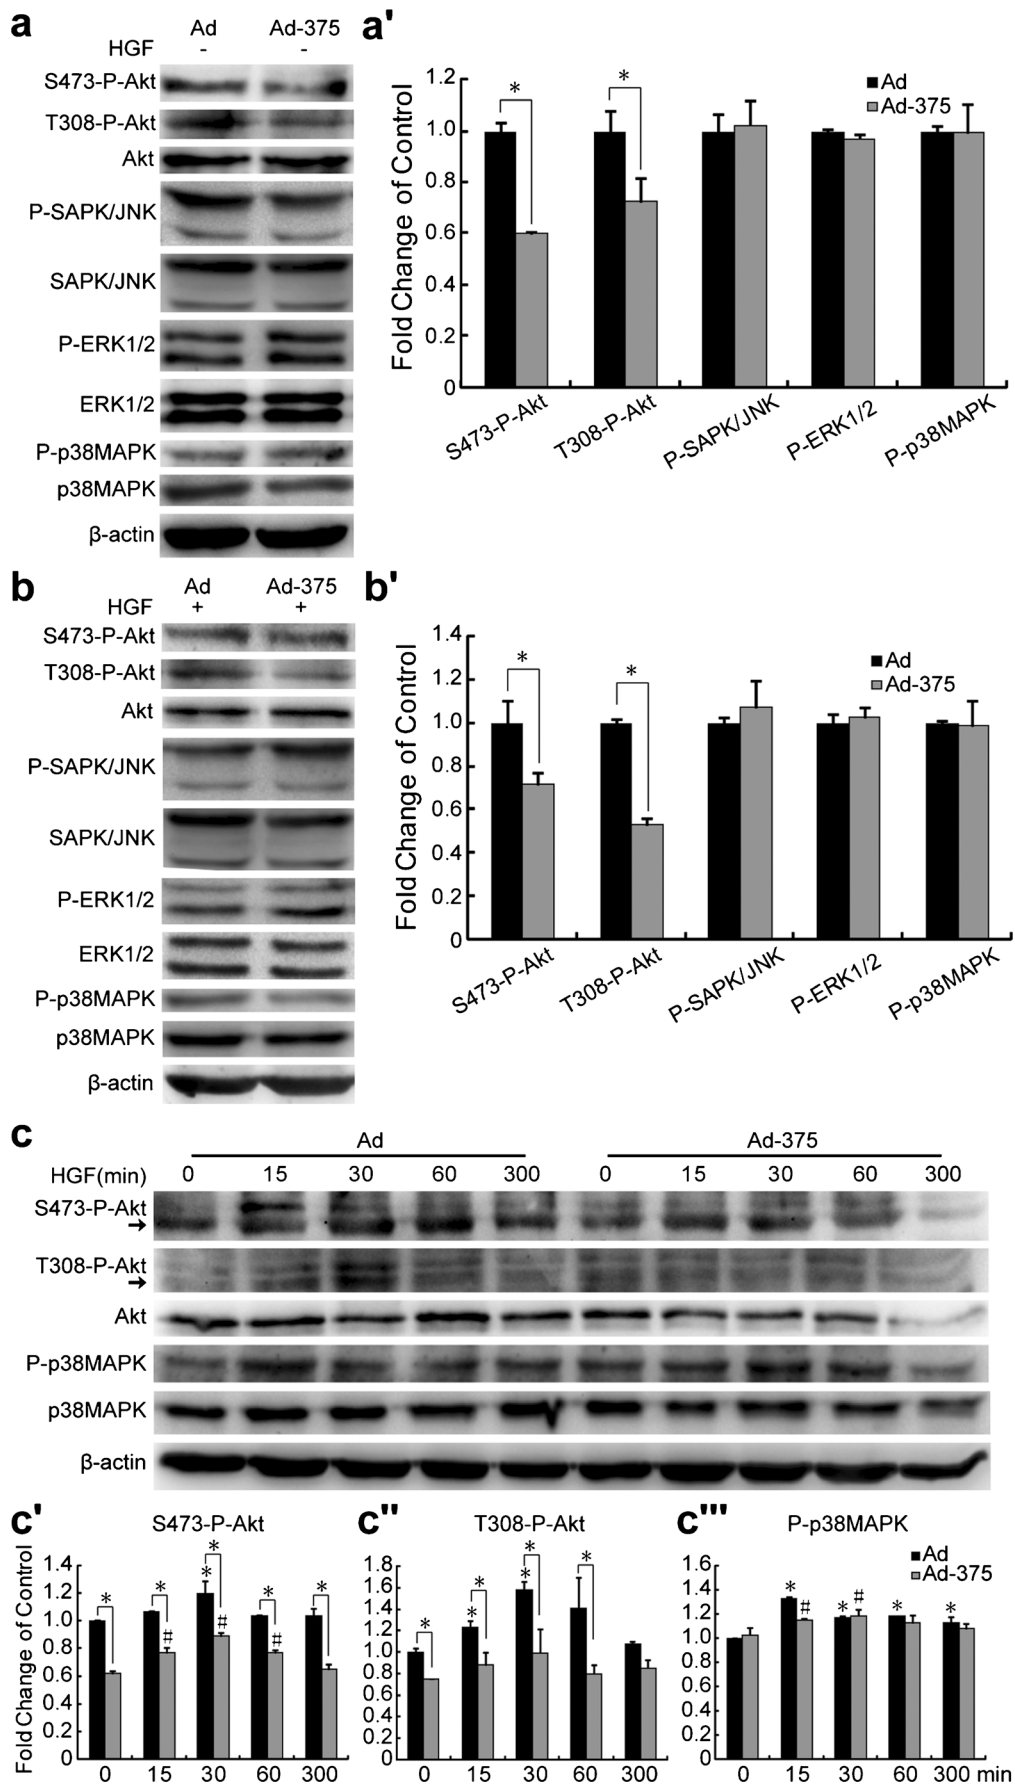 a
Ad Ad-375
HGF - -
S473-P-Akt
T308-P-Akt
Akt
P-SAPK/JNK
SAPK/JNK
P-ERK1/2
ERK1/2
P-p38MAPK
p38MAPK
β-actin
a'
Fold Change of Control
1.2
1.0
0.8
0.6
0.4
0.2
0
* *
Ad
Ad-375
S473-P-Akt T308-P-Akt P-SAPK/JNK P-ERK1/2 P-p38MAPK
b
Ad Ad-375
HGF + +
S473-P-Akt
T308-P-Akt
Akt
P-SAPK/JNK
SAPK/JNK
P-ERK1/2
ERK1/2
P-p38MAPK
p38MAPK
β-actin
b'
Fold Change of Control
1.4
1.2
1.0
0.8
0.6
0.4
0.2
0
* *
Ad
Ad-375
S473-P-Akt T308-P-Akt P-SAPK/JNK P-ERK1/2 P-p38MAPK
c
Ad Ad-375
HGF(min) 0 15 30 60 300 0 15 30 60 300
S473-P-Akt
→
T308-P-Akt
→
Akt
P-p38MAPK
p38MAPK
β-actin
c'
S473-P-Akt
Fold Change of Control
1.4
1.2
1.0
0.8
0.6
0.4
0.2
0
* * * * * *
# # #
0 15 30 60 300
c''
T308-P-Akt
1.8
1.6
1.4
1.2
1.0
0.8
0.6
0.4
0.2
0
* * * * * *
0 15 30 60 300
c'''
P-p38MAPK
1.6
1.4
1.2
1.0
0.8
0.6
0.4
0.2
0
* # * # * *
Ad
Ad-375
0 15 30 60 300 min